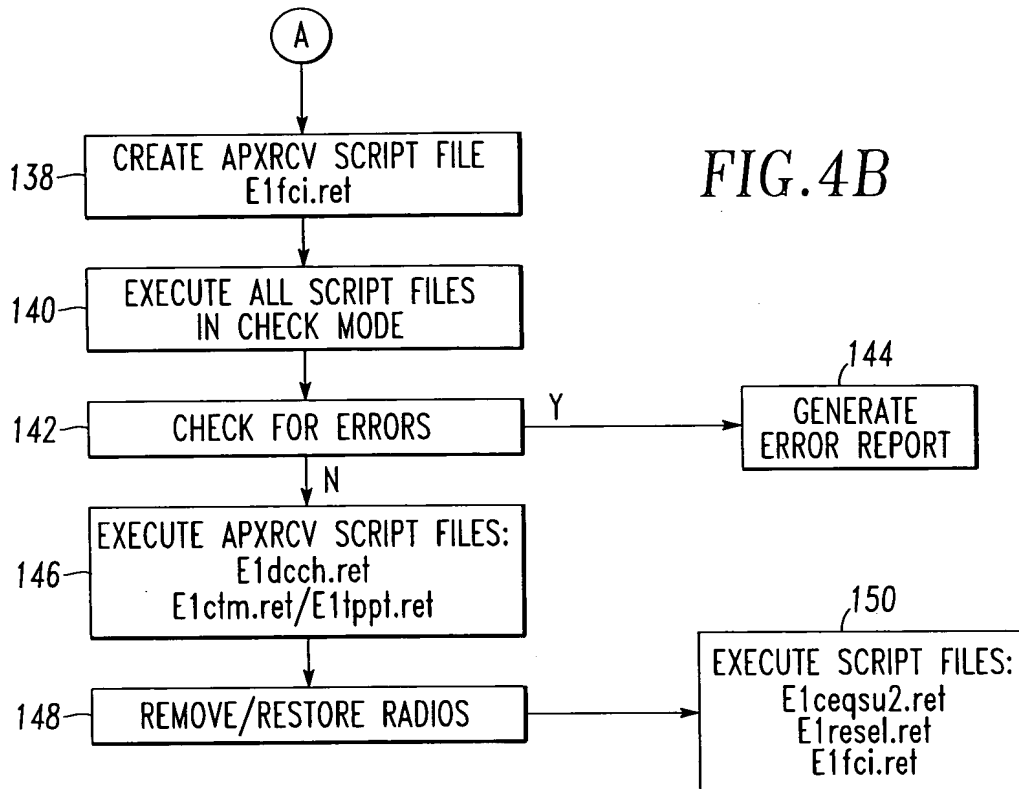 A
FIG.4B
138
CREATE APXRCV SCRIPT FILE
E1fci.ret
140
EXECUTE ALL SCRIPT FILES
IN CHECK MODE
142
CHECK FOR ERRORS
Y
144
GENERATE
ERROR REPORT
N
146
EXECUTE APXRCV SCRIPT FILES:
E1dcch.ret
E1ctm.ret/E1tppt.ret
148
REMOVE/RESTORE RADIOS
150
EXECUTE SCRIPT FILES:
E1ceqsu2.ret
E1resel.ret
E1fci.ret